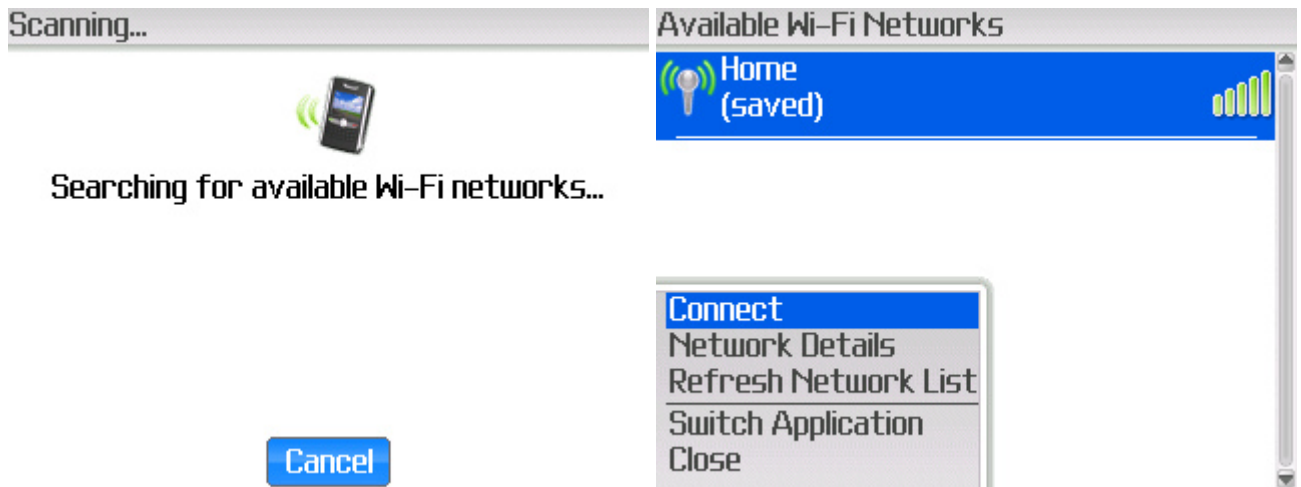 Scanning...
Searching for available Wi-Fi networks...
Cancel
Available Wi-Fi Networks
Home
(saved)
Connect
Network Details
Refresh Network List
Switch Application
Close